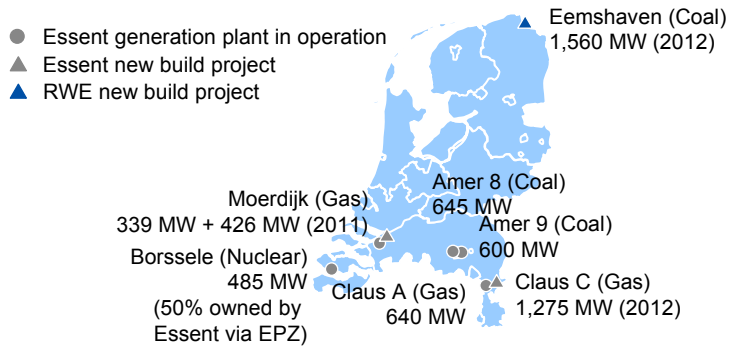 Essent generation plant in operation
Essent new build project
RWE new build project
Eemshaven (Coal)
1,560 MW (2012)
Amer 8 (Coal)
645 MW
Moerdijk (Gas)
339 MW + 426 MW (2011)
Amer 9 (Coal)
600 MW
Borssele (Nuclear)
485 MW
(50% owned by
Essent via EPZ)
Claus A (Gas)
640 MW
Claus C (Gas)
1,275 MW (2012)